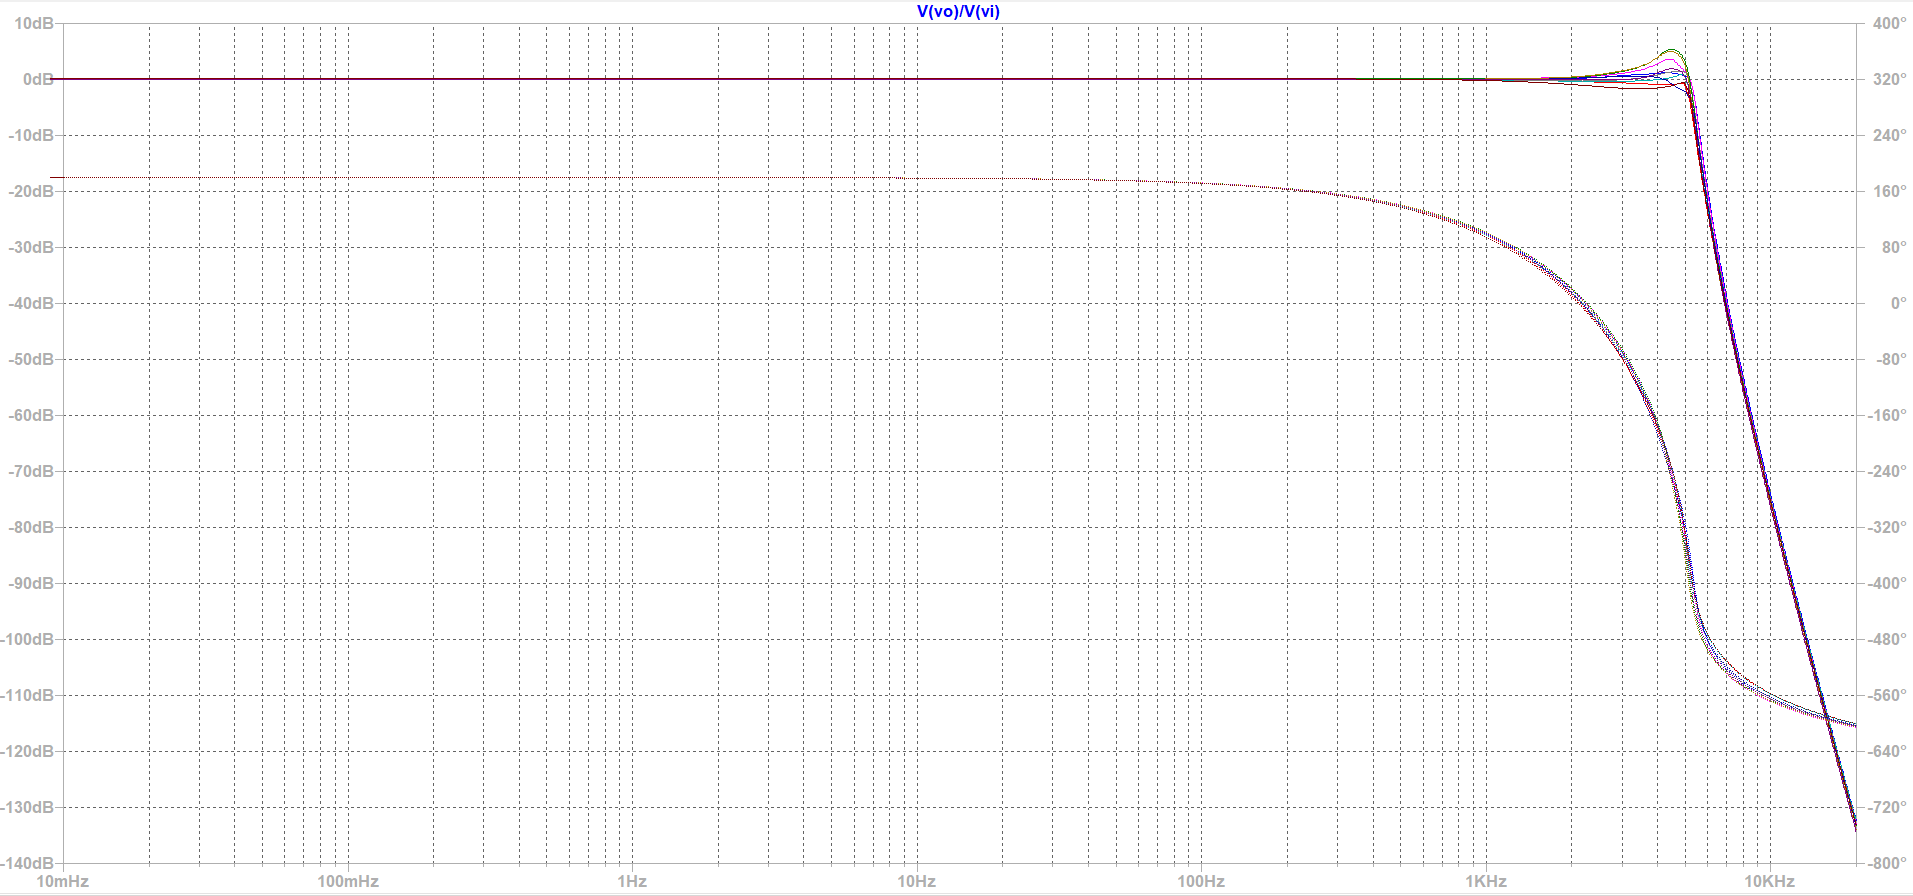 V(vo)/V(vi)
10dB 400°
0dB 320°
-10dB 240°
-20dB 160°
-30dB 80°
-40dB 0°
-50dB -80°
-60dB -160°
-70dB -240°
-80dB -320°
-90dB -400°
-100dB -480°
-110dB -560°
-120dB -640°
-130dB -720°
-140dB -800°
10mHz 100mHz 1Hz 10Hz 100Hz 1KHz 10KHz